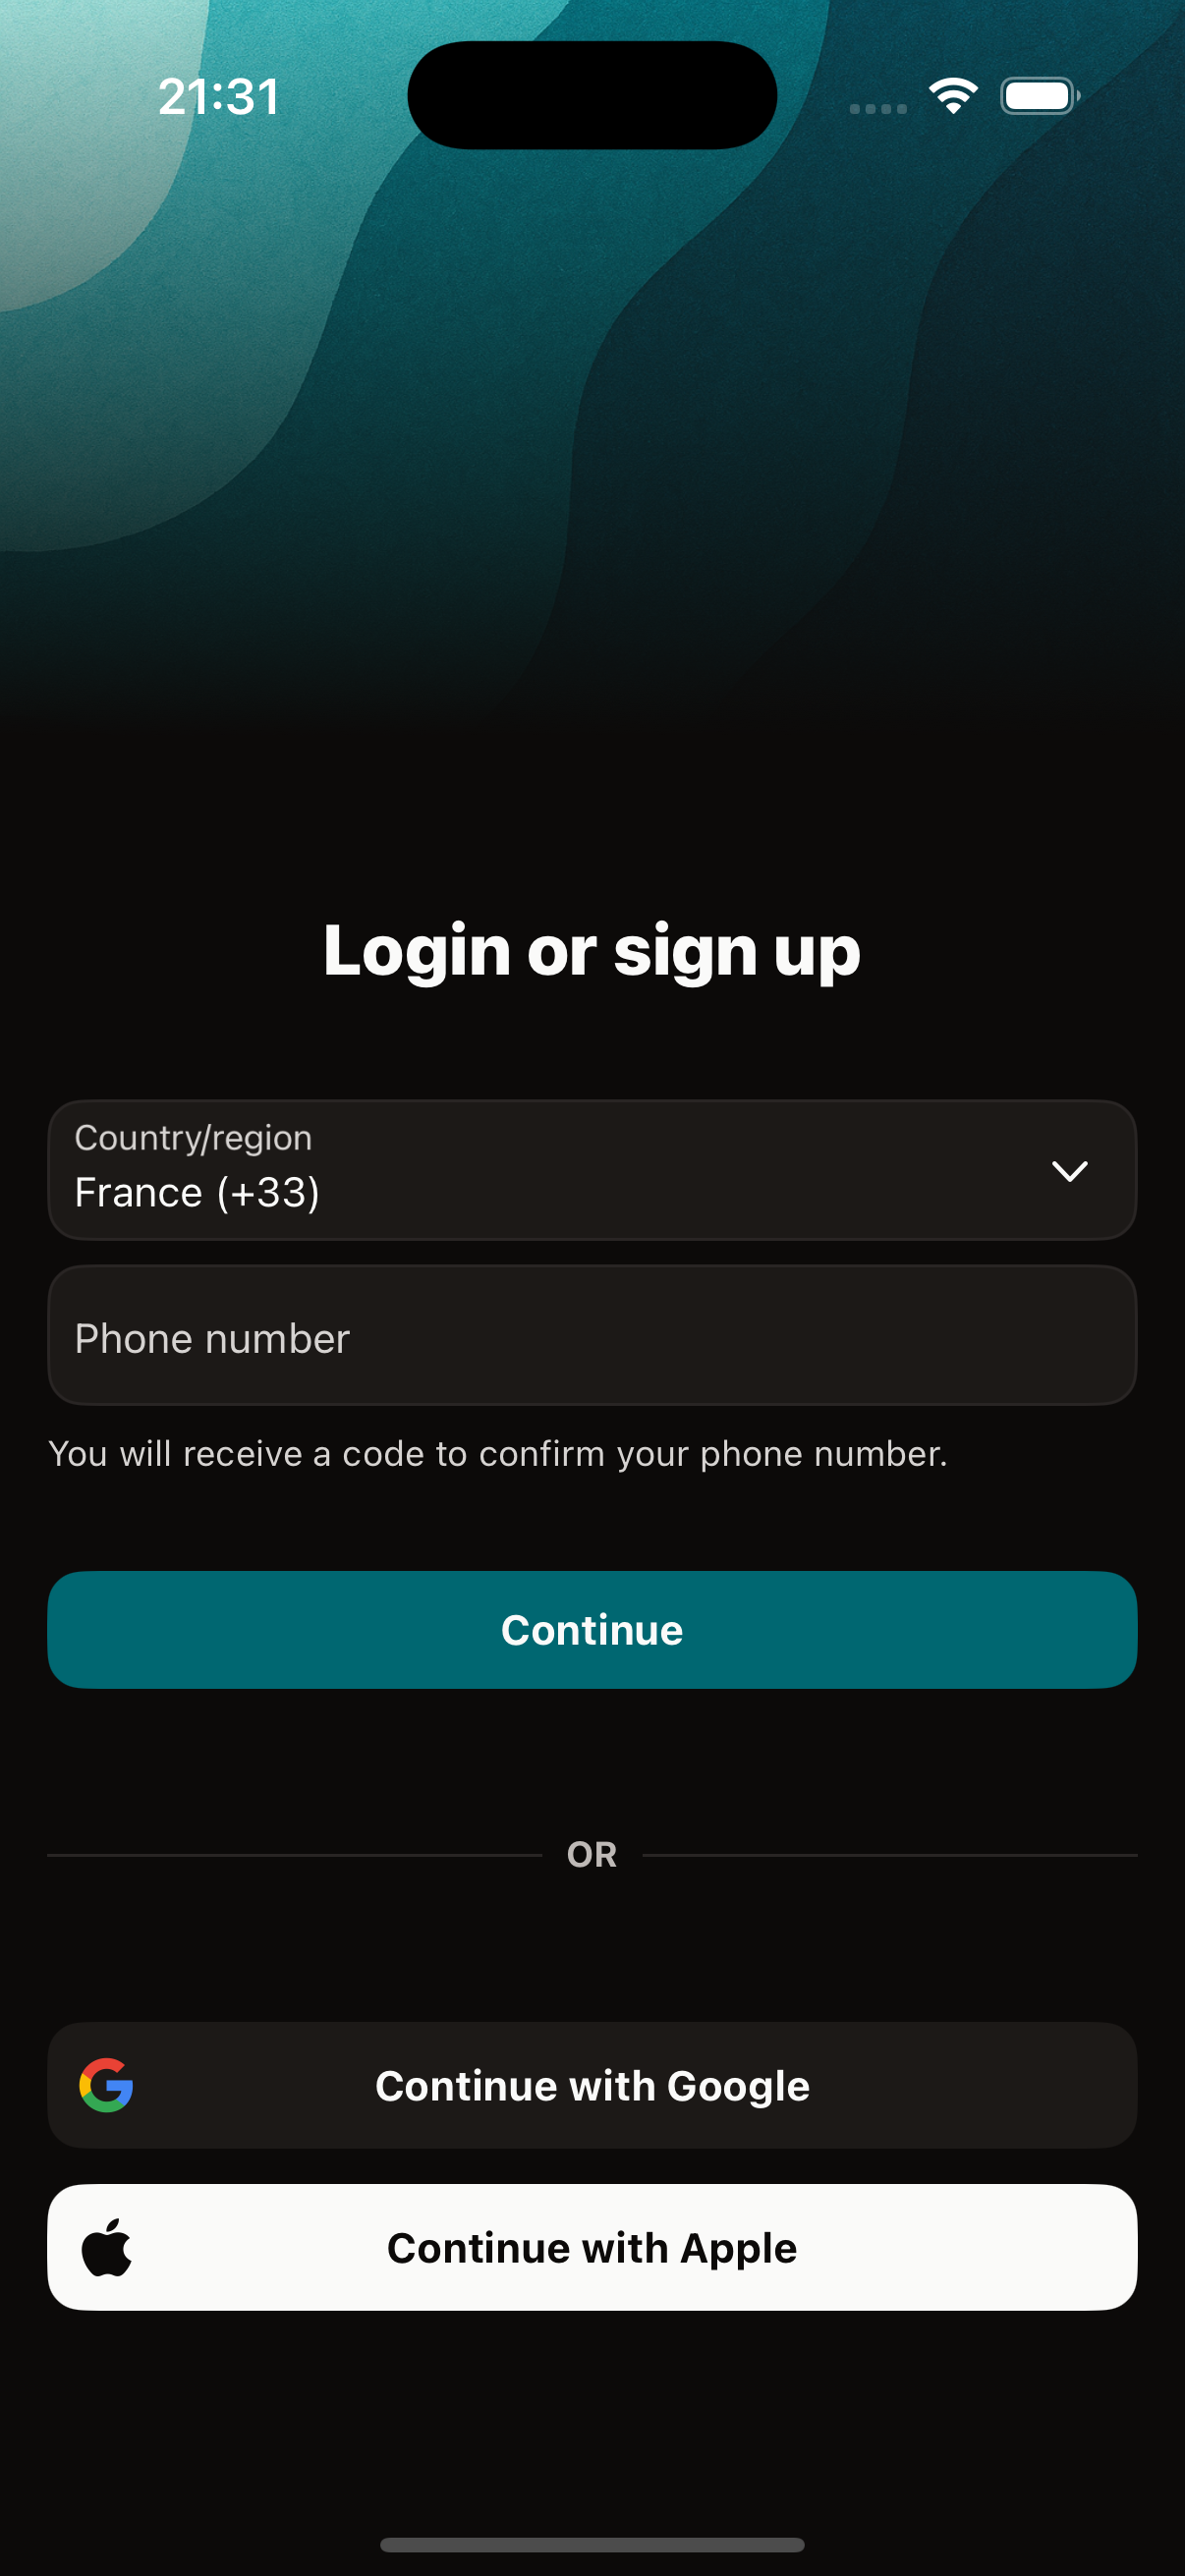 21:31
Login or sign up
Country/region
France (+33)
Phone number
You will receive a code to confirm your phone number.
Continue
OR
Continue with Google
Continue with Apple